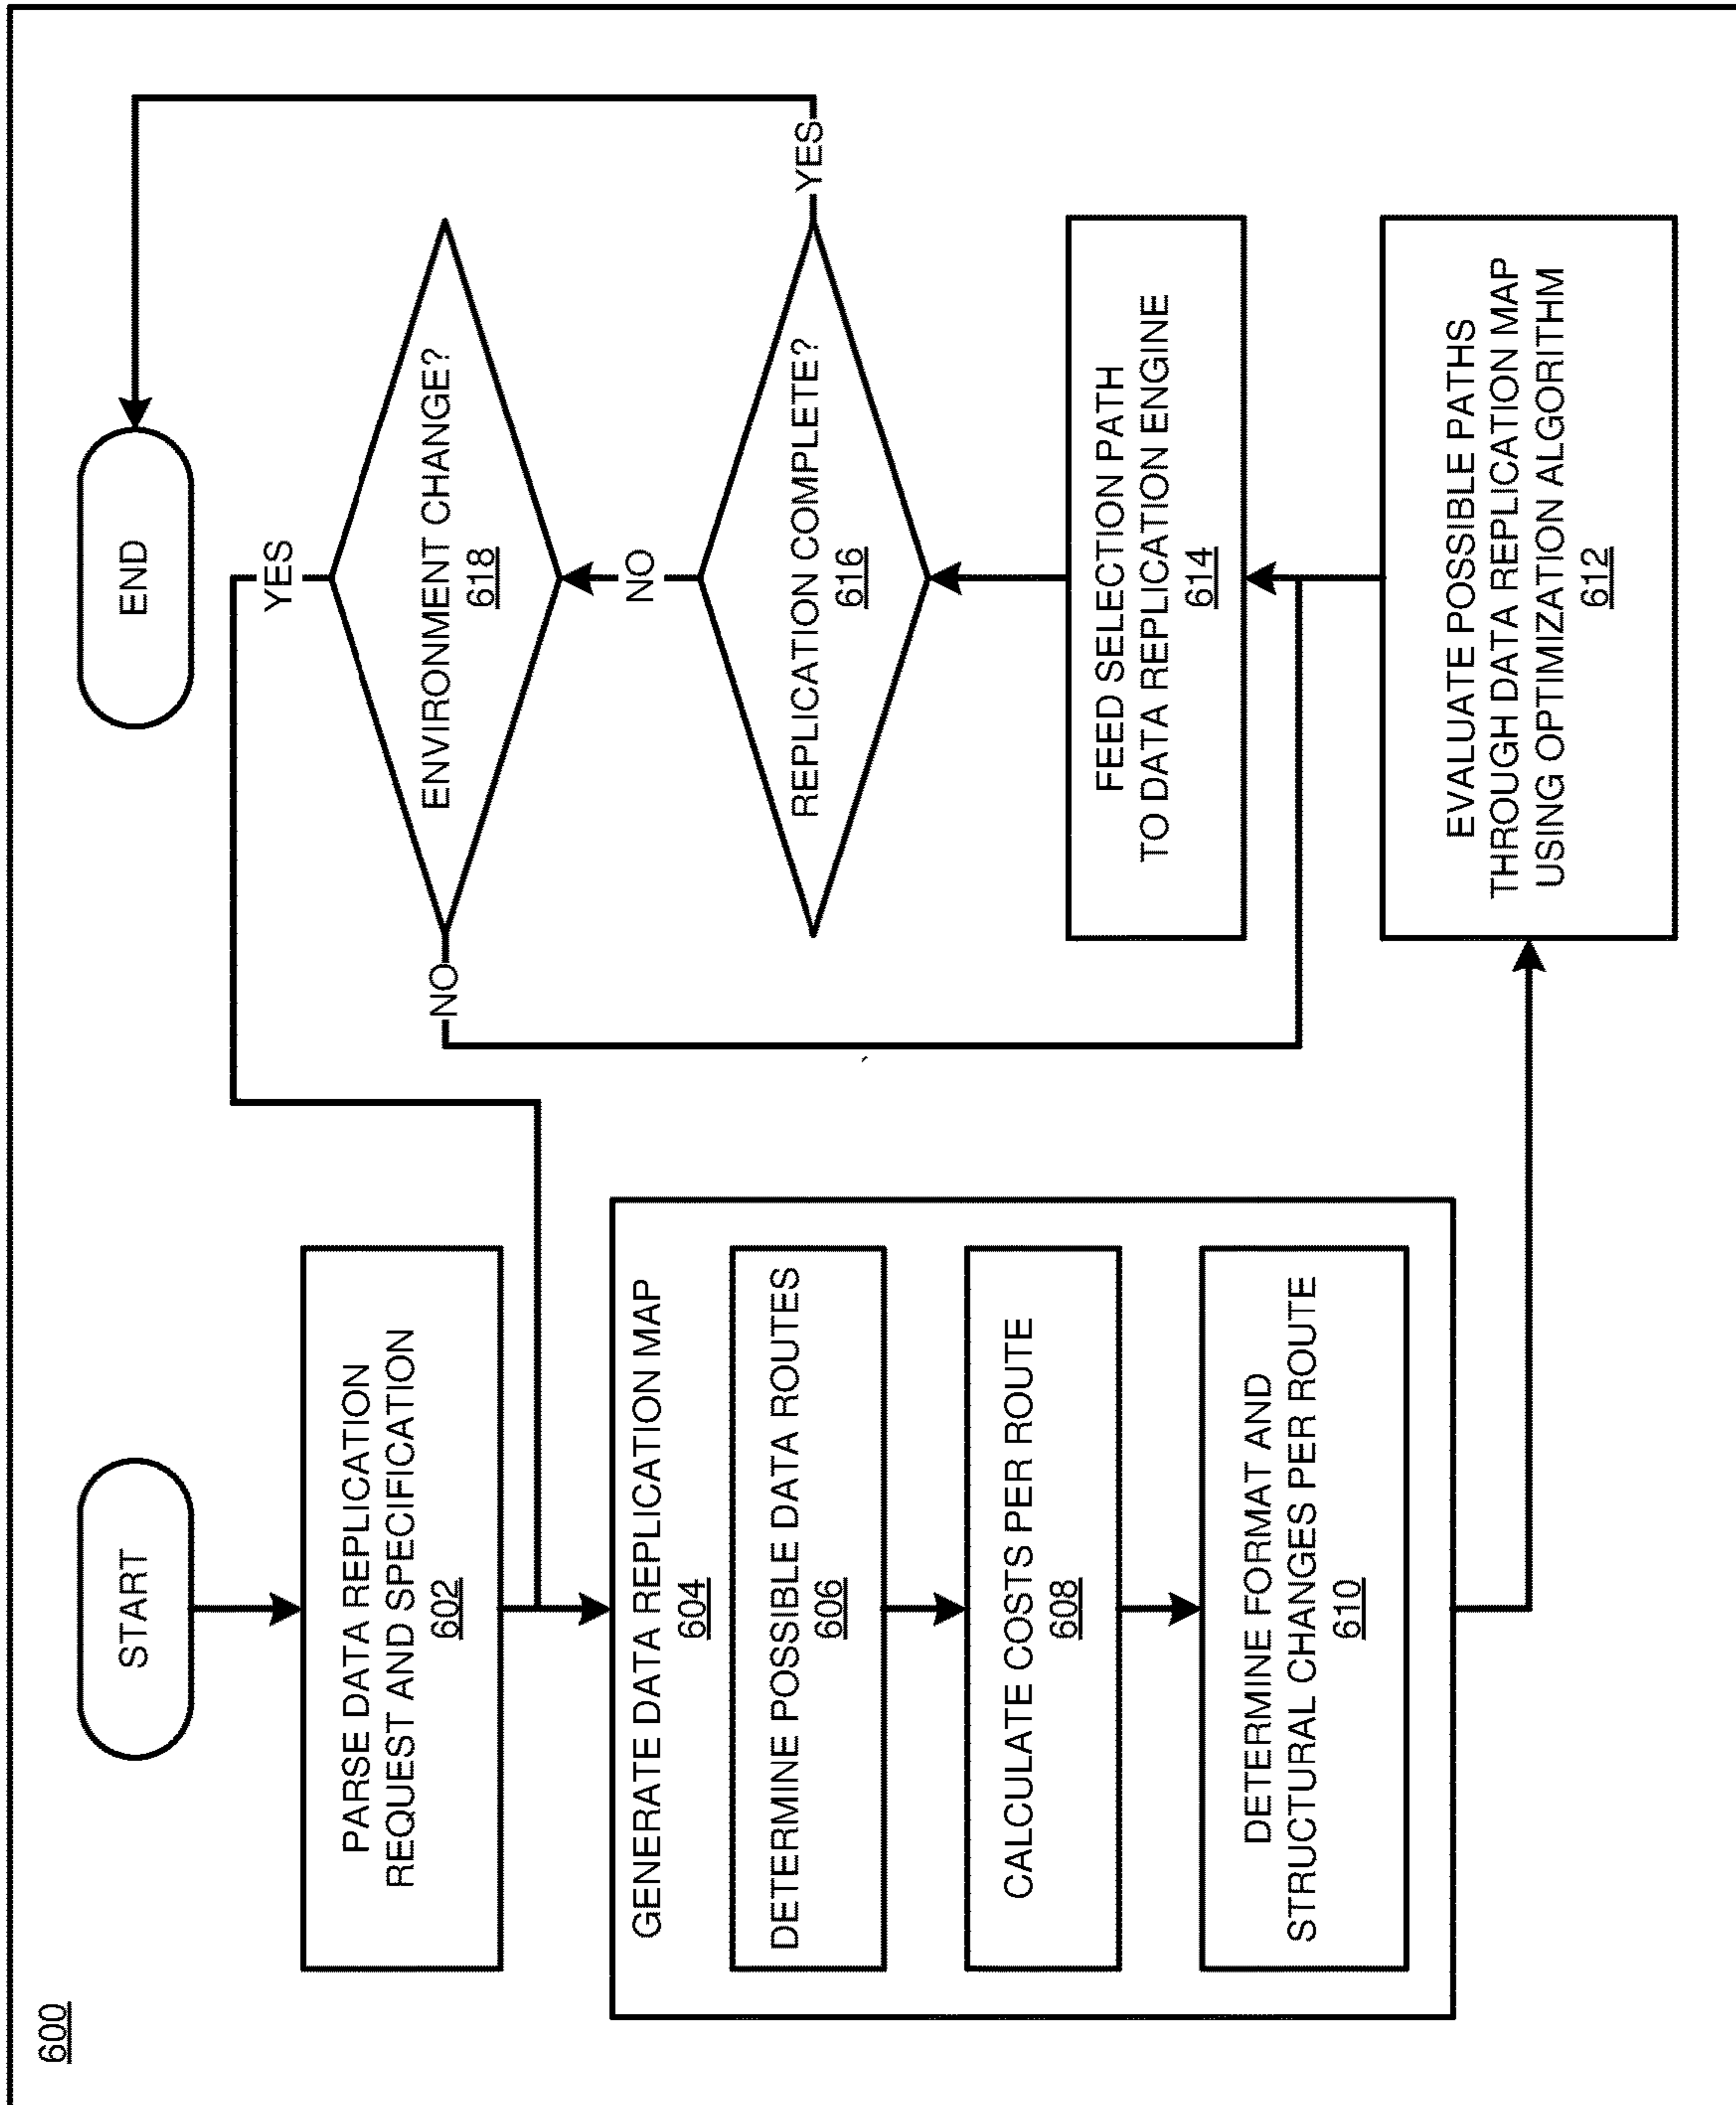 600
START
PARSE DATA REPLICATION
REQUEST AND SPECIFICATION
602
GENERATE DATA REPLICATION MAP
604
DETERMINE POSSIBLE DATA ROUTES
606
CALCULATE COSTS PER ROUTE
608
DETERMINE FORMAT AND
STRUCTURAL CHANGES PER ROUTE
610
END
YES
ENVIRONMENT CHANGE?
618
NO
NO
REPLICATION COMPLETE?
616
YES
FEED SELECTION PATH
TO DATA REPLICATION ENGINE
614
EVALUATE POSSIBLE PATHS
THROUGH DATA REPLICATION MAP
USING OPTIMIZATION ALGORITHM
612